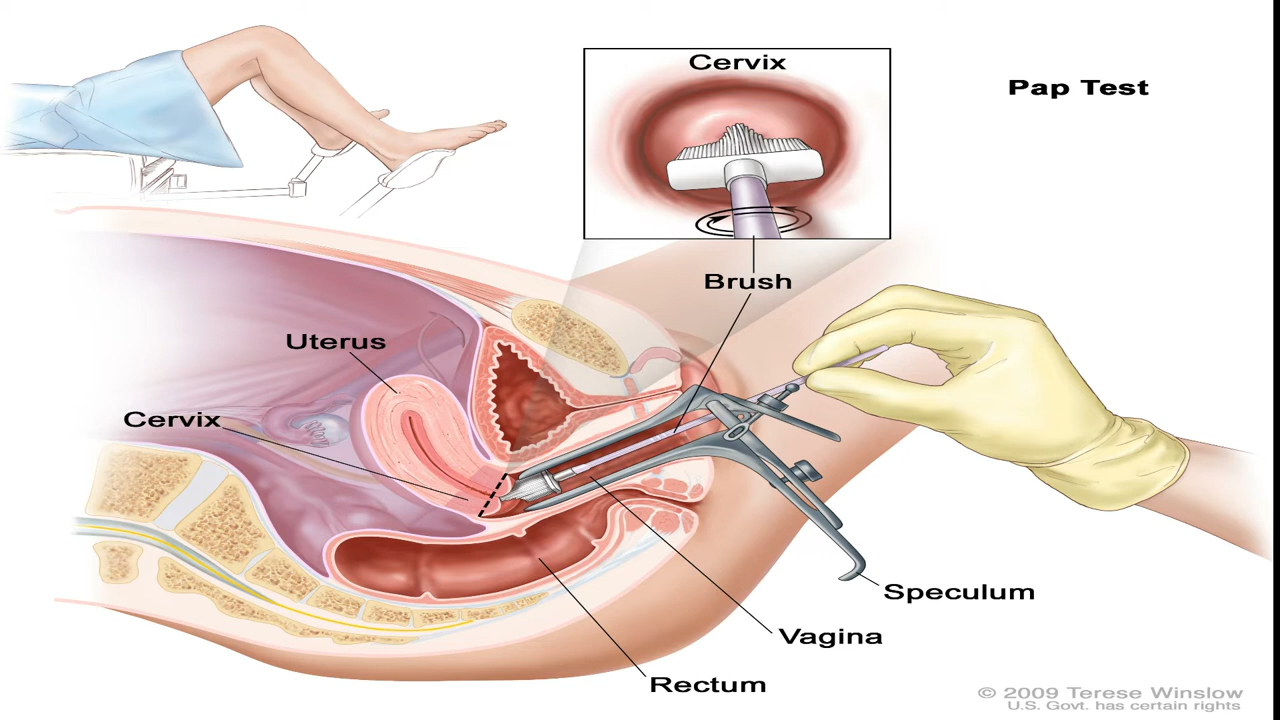 Cervix
Pap Test
Brush
Uterus
Cervix
Speculum
Vagina
Rectum
© 2009 Terese Winslow
U.S. Govt. has certain rights